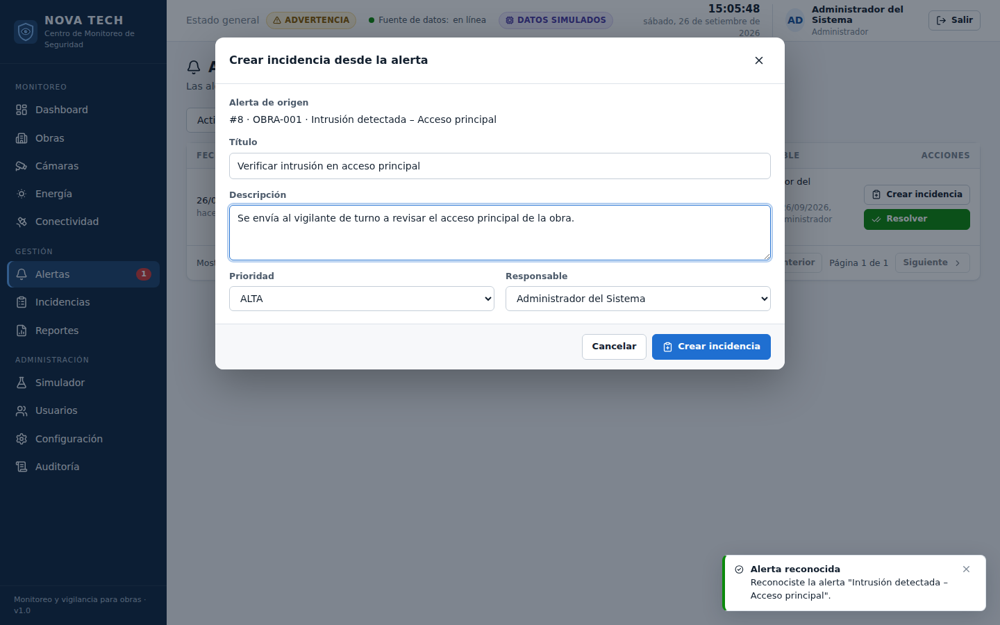 NOVA TECH
Centro de Monitoreo de
Seguridad
MONITOREO
Dashboard
Obras
Cámaras
Energía
Conectividad
GESTIÓN
Alertas
1
Incidencias
Reportes
ADMINISTRACIÓN
Simulador
Usuarios
Configuración
Auditoría
Monitoreo y vigilancia para obras ·
v1.0
Estado general
ADVERTENCIA
Fuente de datos: en línea
DATOS SIMULADOS
15:05:48
sábado, 26 de setiembre de
2026
AD
Administrador del
Sistema
Administrador
Salir
Crear incidencia desde la alerta
Alerta de origen
#8 · OBRA-001 · Intrusión detectada – Acceso principal
Título
Verificar intrusión en acceso principal
Descripción
Se envía al vigilante de turno a revisar el acceso principal de la obra.
Prioridad
Responsable
ALTA
Administrador del Sistema
Cancelar
Crear incidencia
ACCIONES
Crear incidencia
Resolver
Página 1 de 1
Siguiente
Alerta reconocida
Reconociste la alerta "Intrusión detectada –
Acceso principal".